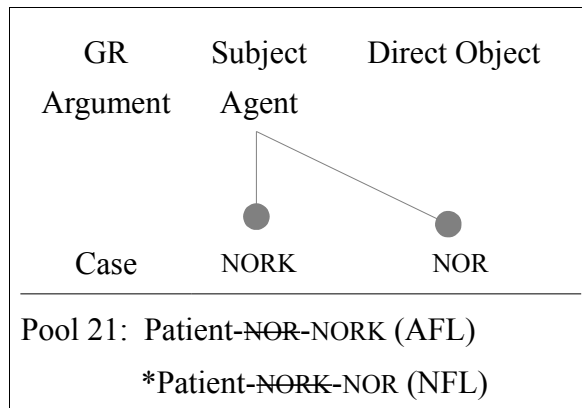 GR Subject Direct Object
Argument Agent
Case NORK NOR
Pool 21: Patient-NOR-NORK (AFL)
*Patient-NORK-NOR (NFL)